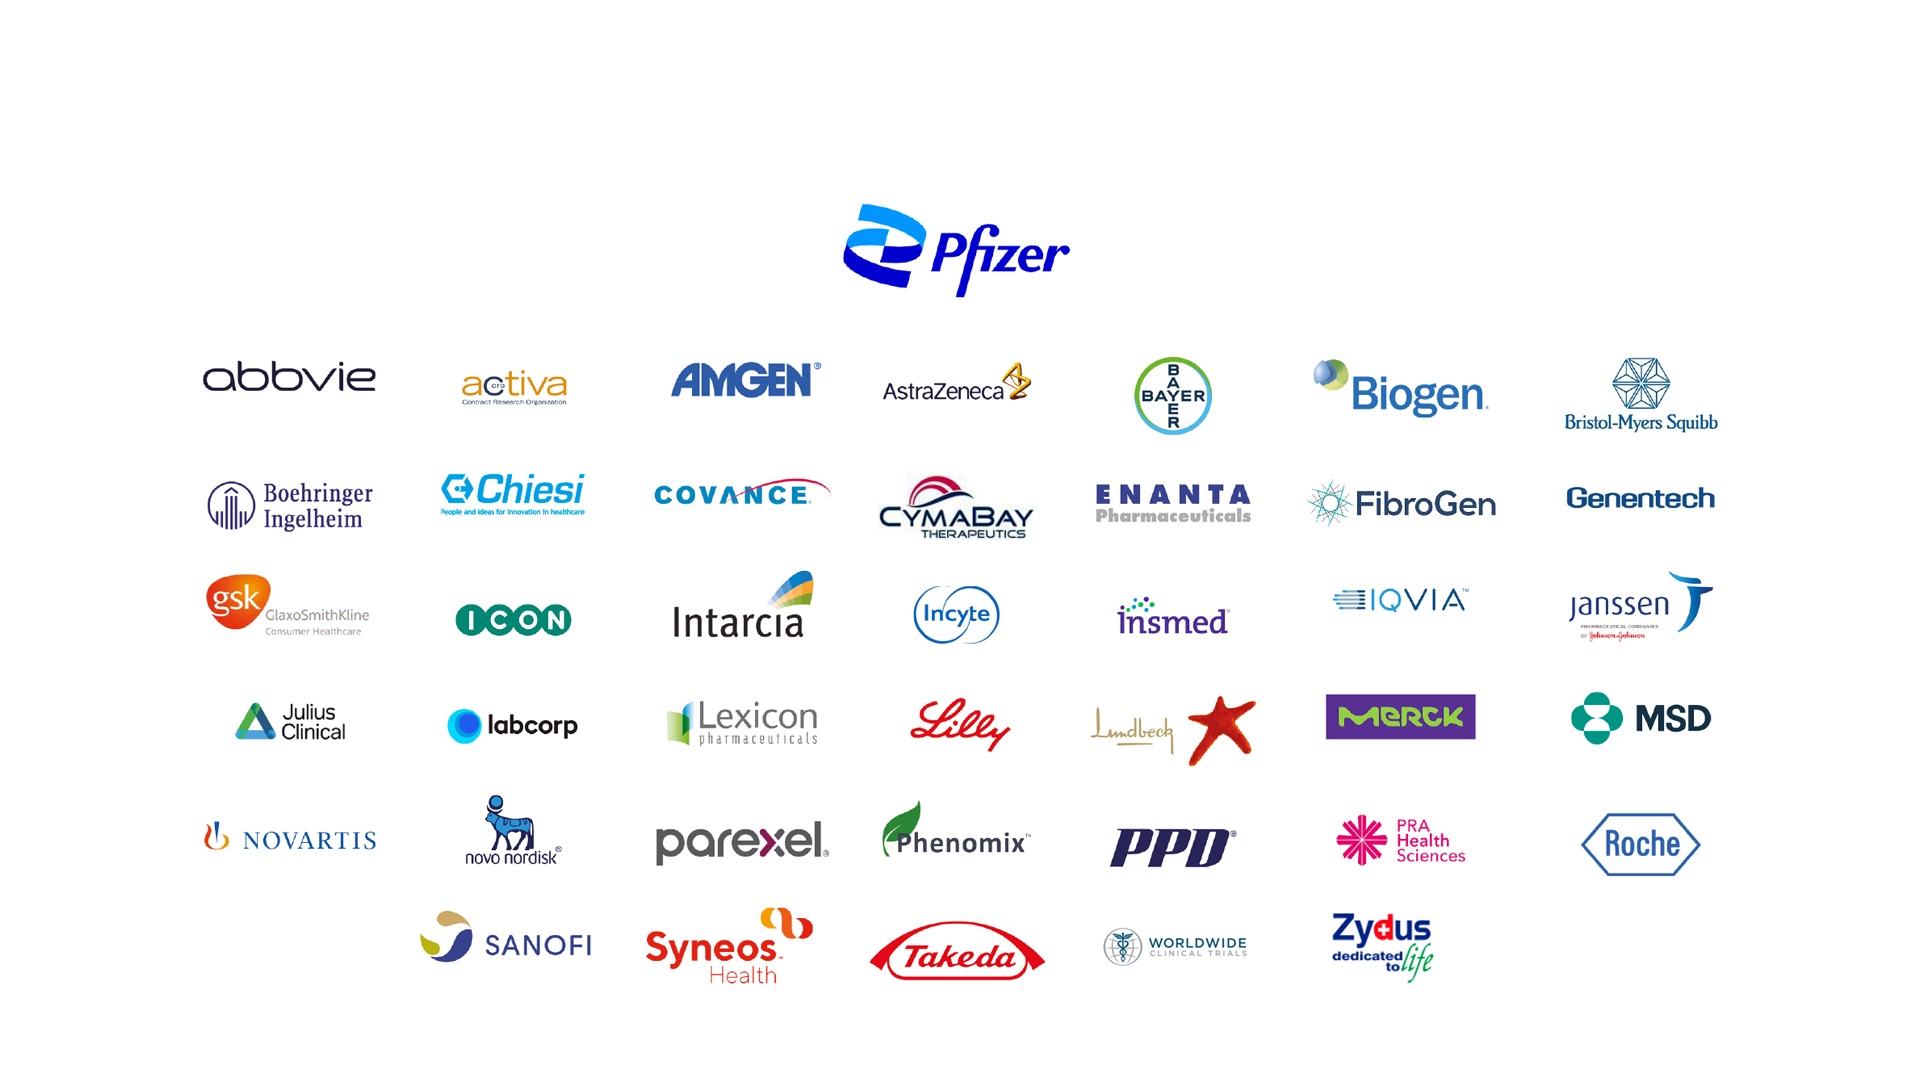 Pfizer
abbvie
activa
cro
Contract Research Organization
AMGEN®
AstraZeneca
BAYER
BAYER
Biogen.
Bristol-Myers Squibb
Boehringer
Ingelheim
Chiesi
People and ideas for innovation in healthcare
COVANCE
CYMABAY
THERAPEUTICS
ENANTA
Pharmaceuticals
FibroGen
Genentech
gsk
GlaxoSmithKline
Consumer Healthcare
ICON
Intarcia
Incyte
insmed
IQVIA™
janssen
PHARMACEUTICAL COMPANIES
OF Johnson-Johnson
Julius
Clinical
labcorp
Lexicon
pharmaceuticals
Lilly
Lundbeck
MERCK
MSD
NOVARTIS
novo nordisk®
parexel®
Phenomix™
PPD®
PRA
Health
Sciences
Roche
SANOFI
Syneos™
Health
Takeda
WORLDWIDE
CLINICAL TRIALS
Zydus
dedicated
to life